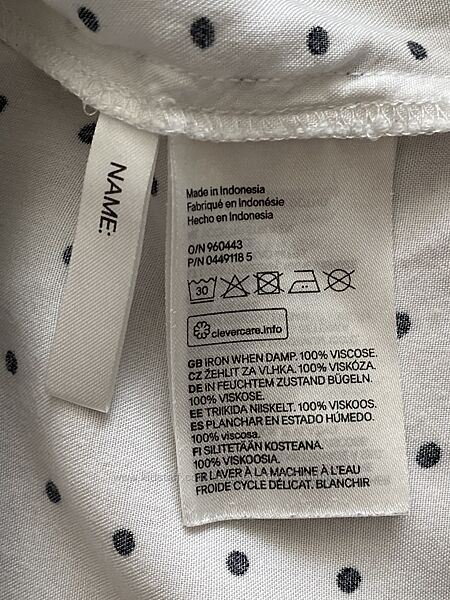 NAME:
Made in Indonesia
Fabriqué en Indonésie
Hecho en Indonesia
O/N 960443
P/N 0449118 5
30
clevercare.info
GB IRON WHEN DAMP. 100% VISCOSE.
CZ ŽEHLIT ZA VLHKA. 100% VISKÓZA.
DE IN FEUCHTEM ZUSTAND BÜGELN.
100% VISKOSE.
EE TRIIKIDA NIISKELT. 100% VISKOOS.
ES PLANCHAR EN ESTADO HÚMEDO.
100% viscosa.
FI SILITETÄÄN KOSTEANA.
100% VISKOOSIA.
FR LAVER À LA MACHINE À L'EAU
FROIDE CYCLE DÉLICAT. BLANCHIR